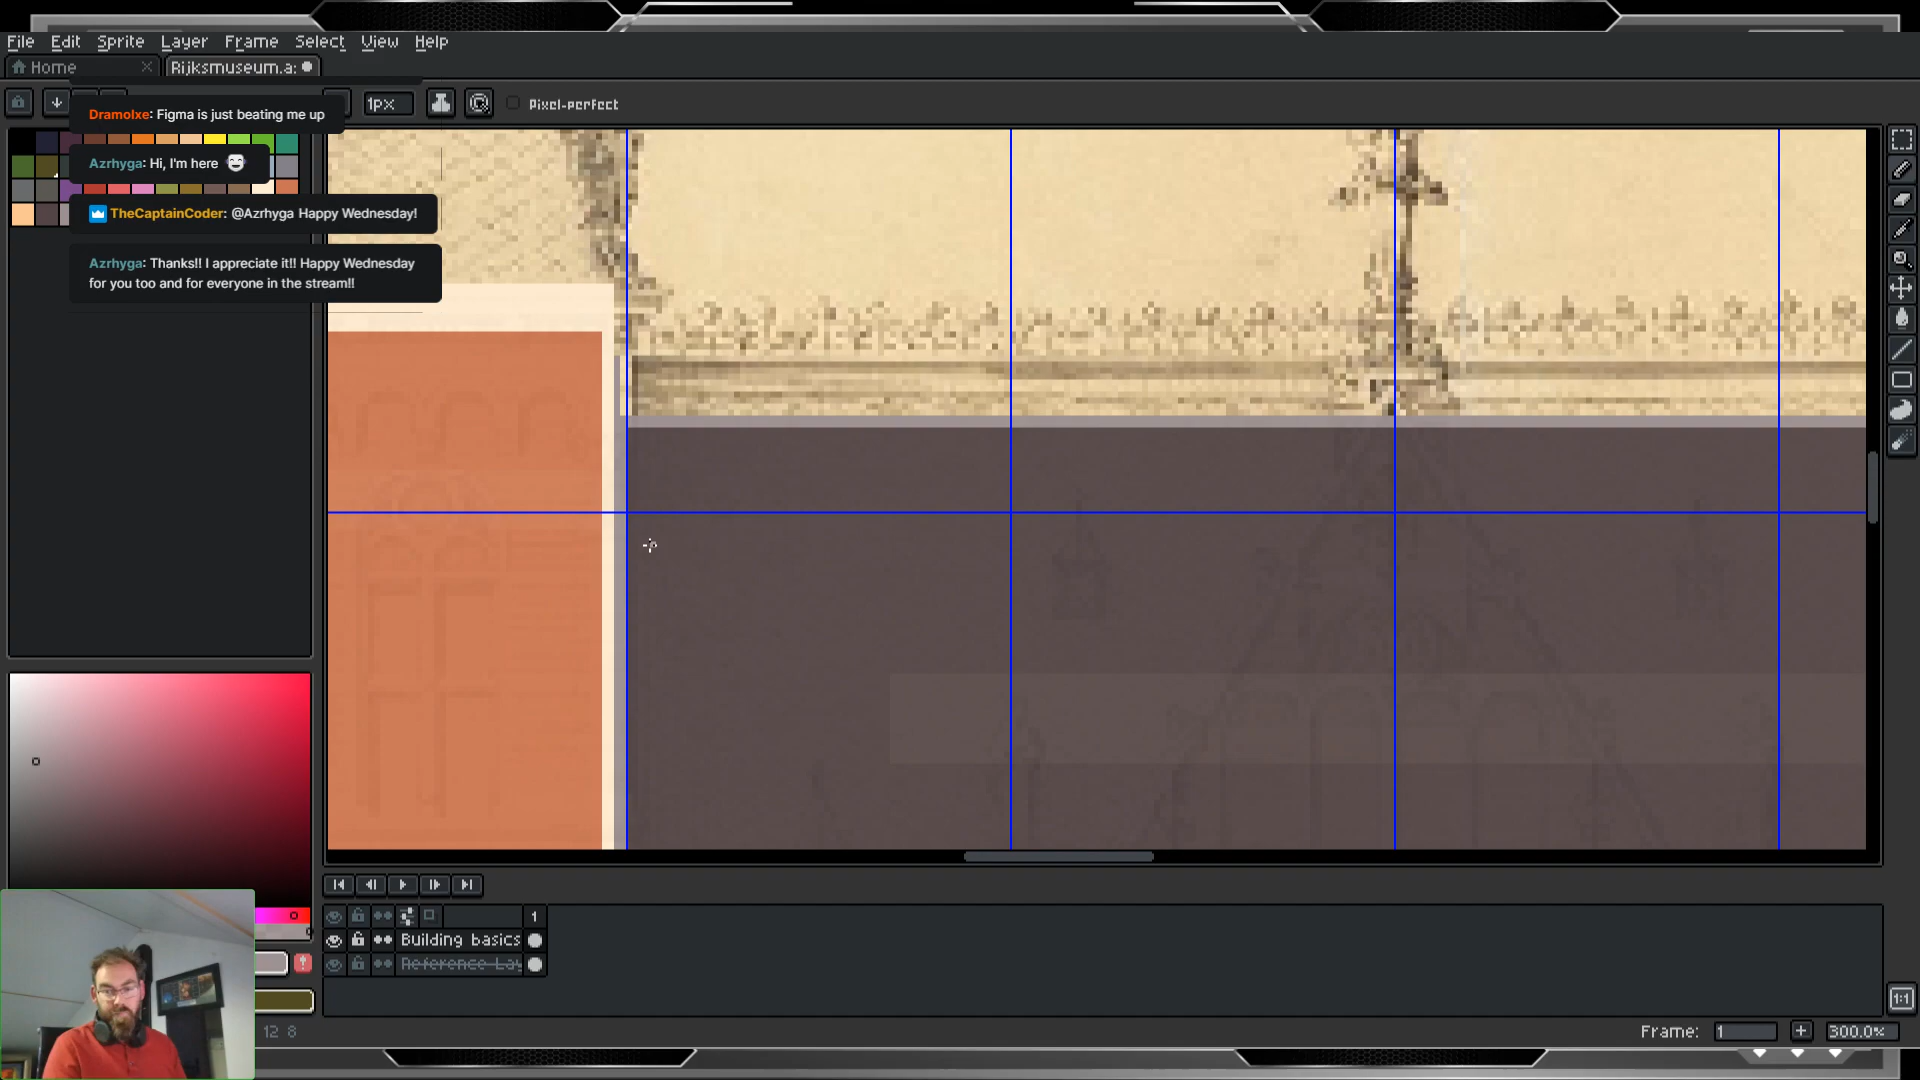 File Edit Sprite Layer Frame Select View Help
Home
Rijksmuseum.a:
1px
Pixel-perfect
Dramolxe: Figma is just beating me up
Azrhyga: Hi, I'm here
TheCaptainCoder: @Azrhyga Happy Wednesday!
Azrhyga: Thanks!! I appreciate it!! Happy Wednesday
for you too and for everyone in the stream!!
1
Building basics
Reference Lay
1:1
12 8
Frame: 1 + 300.0%